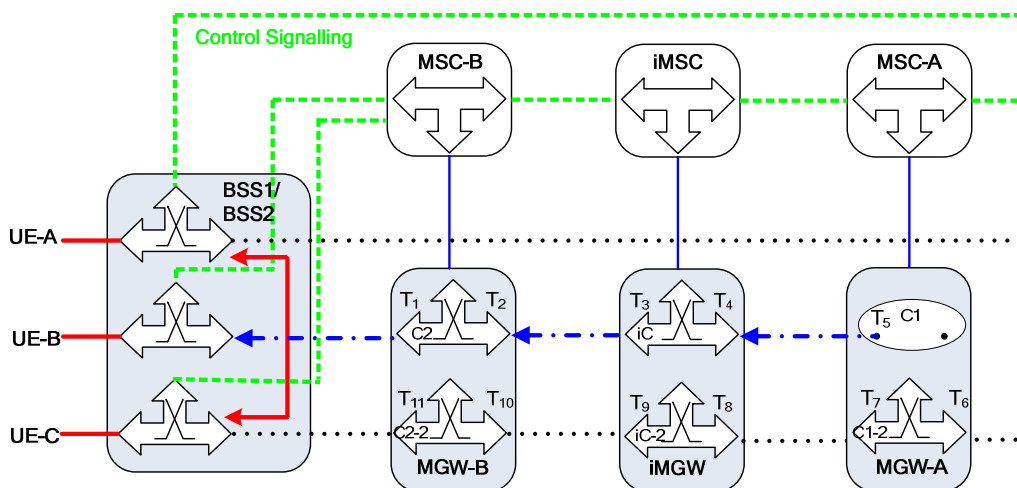 Control Signalling
MSC-B
iMSC
MSC-A
BSS1/
BSS2
UE-A
UE-B
UE-C
T1
T2
C2
T3
T4
iC
T5
C1
T11
T10
C2-2
T9
T8
iC-2
T7
T6
C1-2
MGW-B
iMGW
MGW-A